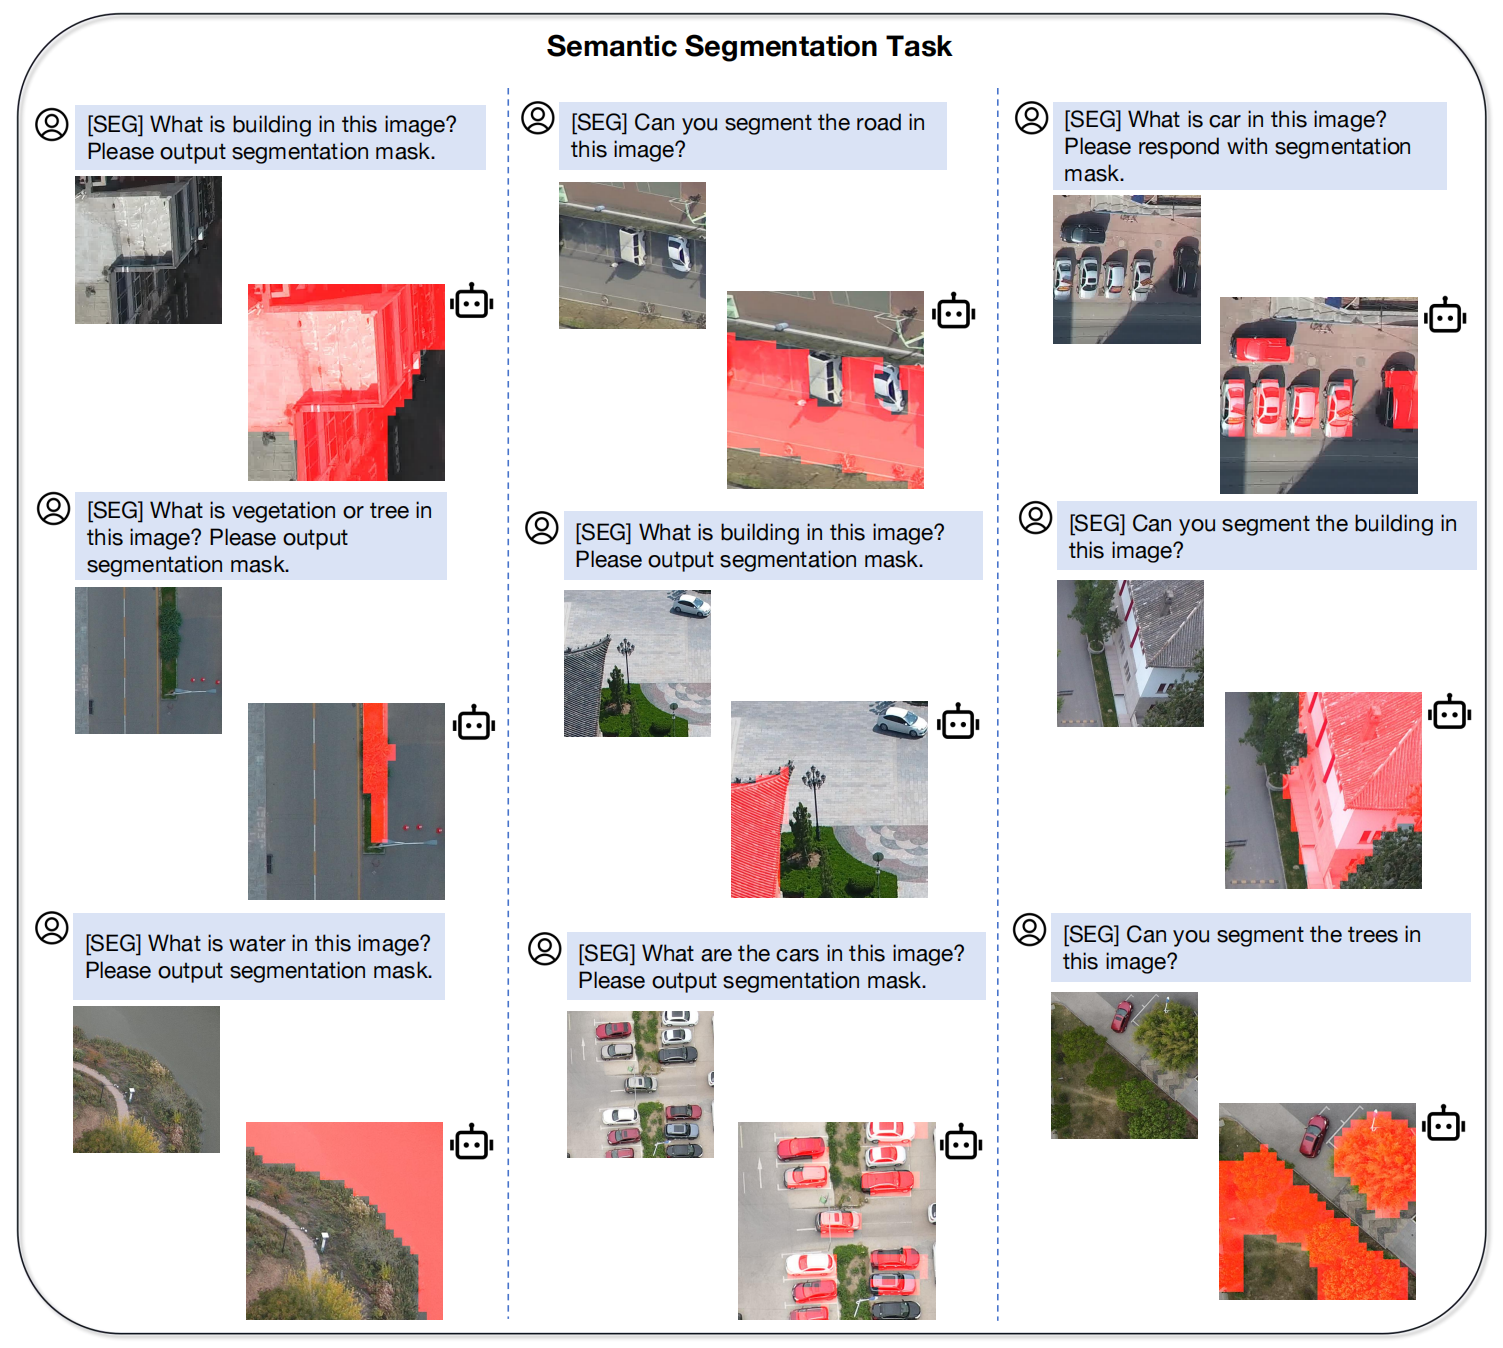 Semantic Segmentation Task
[SEG] What is building in this image?
Please output segmentation mask.
[SEG] What is vegetation or tree in
this image? Please output
segmentation mask.
[SEG] What is water in this image?
Please output segmentation mask.
[SEG] Can you segment the road in
this image?
[SEG] What is building in this image?
Please output segmentation mask.
[SEG] What are the cars in this image?
Please output segmentation mask.
[SEG] What is car in this image?
Please respond with segmentation
mask.
[SEG] Can you segment the building in
this image?
[SEG] Can you segment the trees in
this image?